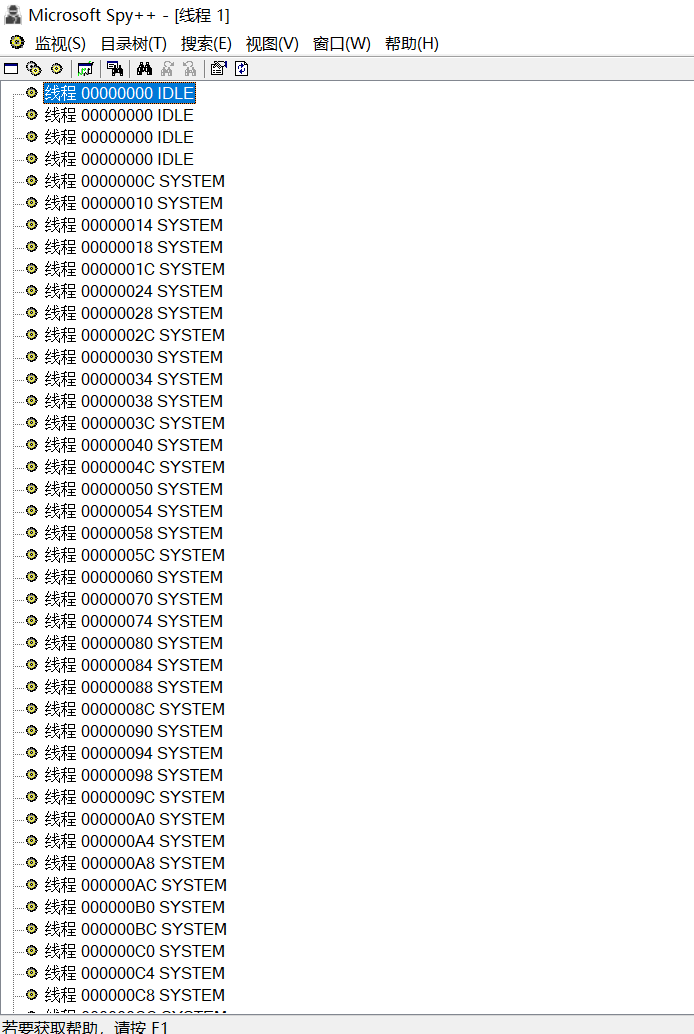 Microsoft Spy++ - [线程 1]
监视(S) 目录树(T) 搜索(E) 视图(V) 窗口(W) 帮助(H)
线程 00000000 IDLE
线程 00000000 IDLE
线程 00000000 IDLE
线程 00000000 IDLE
线程 0000000C SYSTEM
线程 00000010 SYSTEM
线程 00000014 SYSTEM
线程 00000018 SYSTEM
线程 0000001C SYSTEM
线程 00000024 SYSTEM
线程 00000028 SYSTEM
线程 0000002C SYSTEM
线程 00000030 SYSTEM
线程 00000034 SYSTEM
线程 00000038 SYSTEM
线程 0000003C SYSTEM
线程 00000040 SYSTEM
线程 0000004C SYSTEM
线程 00000050 SYSTEM
线程 00000054 SYSTEM
线程 00000058 SYSTEM
线程 0000005C SYSTEM
线程 00000060 SYSTEM
线程 00000070 SYSTEM
线程 00000074 SYSTEM
线程 00000080 SYSTEM
线程 00000084 SYSTEM
线程 00000088 SYSTEM
线程 0000008C SYSTEM
线程 00000090 SYSTEM
线程 00000094 SYSTEM
线程 00000098 SYSTEM
线程 0000009C SYSTEM
线程 000000A0 SYSTEM
线程 000000A4 SYSTEM
线程 000000A8 SYSTEM
线程 000000AC SYSTEM
线程 000000B0 SYSTEM
线程 000000BC SYSTEM
线程 000000C0 SYSTEM
线程 000000C4 SYSTEM
线程 000000C8 SYSTEM
若要获取帮助，请按 F1